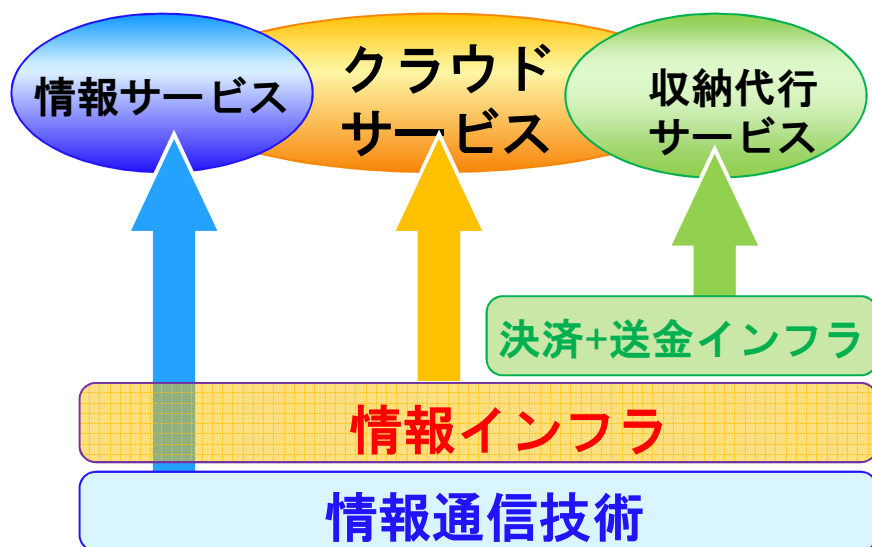 情報サービス
クラウド
サービス
収納代行
サービス
決済+送金インフラ
情報インフラ
情報通信技術